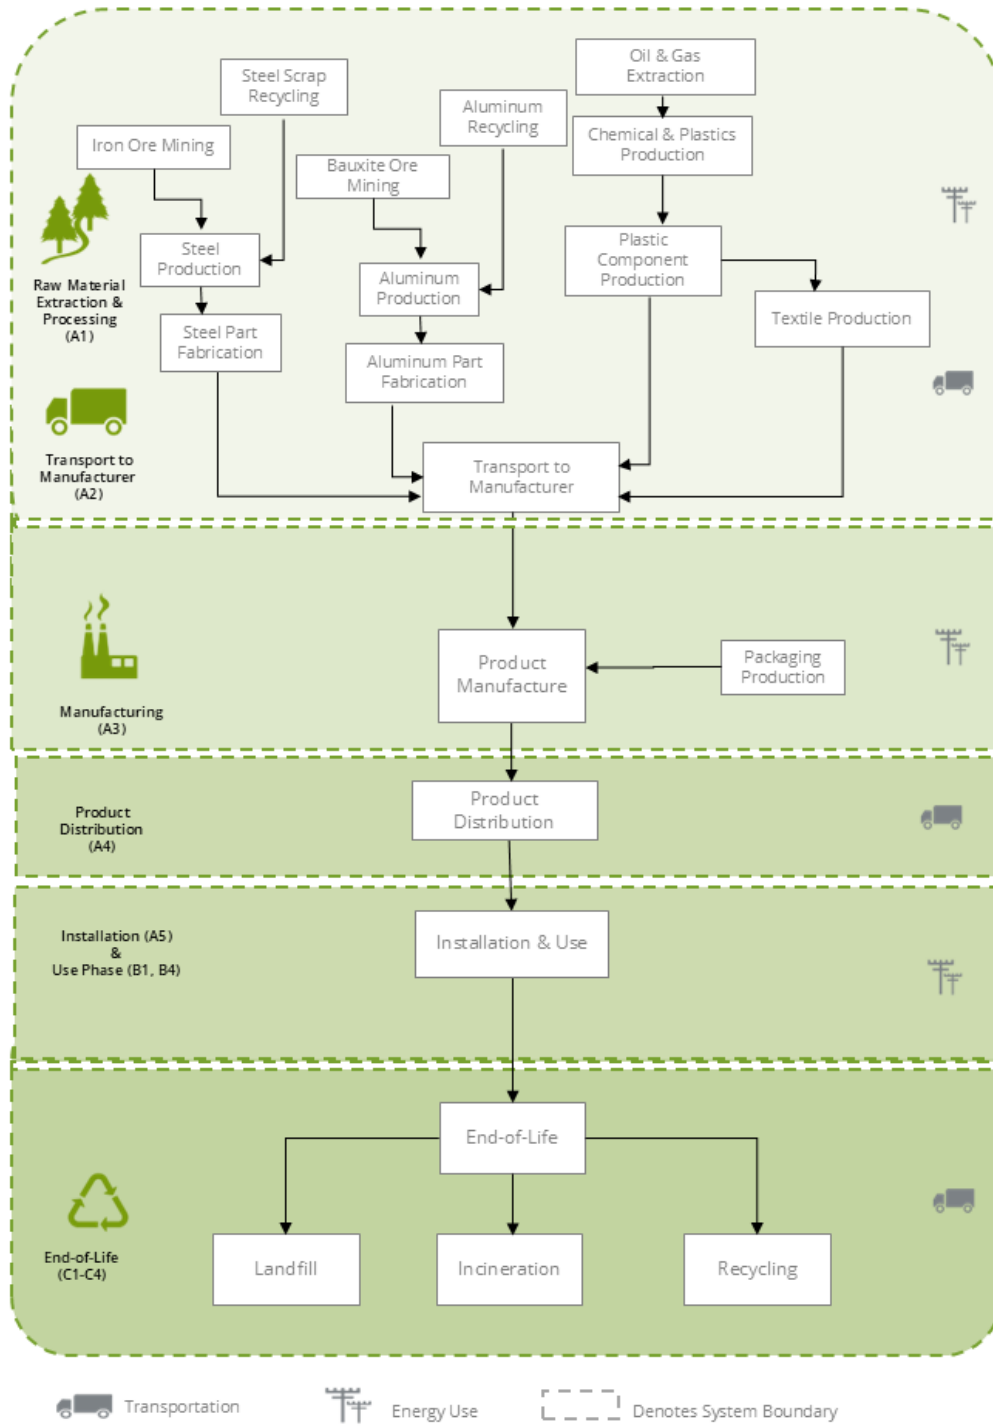 Oil & Gas
Extraction
Steel Scrap
Recycling
Aluminum
Recycling
Chemical & Plastics
Production
Iron Ore Mining
Bauxite Ore
Mining
Steel
Production
Plastic
Component
Production
Aluminum
Production
Raw Material
Extraction &
Processing
(A1)
Textile Production
Steel Part
Fabrication
Aluminum Part
Fabrication
Transport to
Manufacturer
(A2)
Transport to
Manufacturer
Product
Manufacture
Packaging
Production
Manufacturing
(A3)
Product
Distribution
(A4)
Product
Distribution
Installation (A5)
&
Use Phase (B1, B4)
Installation & Use
End-of-Life
End-of-Life
(C1-C4)
Landfill
Incineration
Recycling
Transportation
Energy Use
Denotes System Boundary